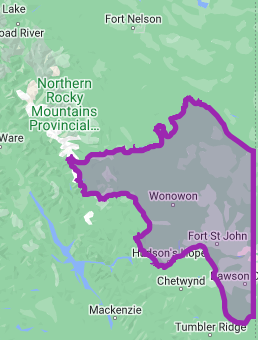 Lake
Fort Nelson
oad River
Northern
Rocky
Mountains
Provincial...
Ware
Wonowon
Fort St John
Hudson's Hope
Dawson C
Chetwynd
Mackenzie
Tumbler Ridge